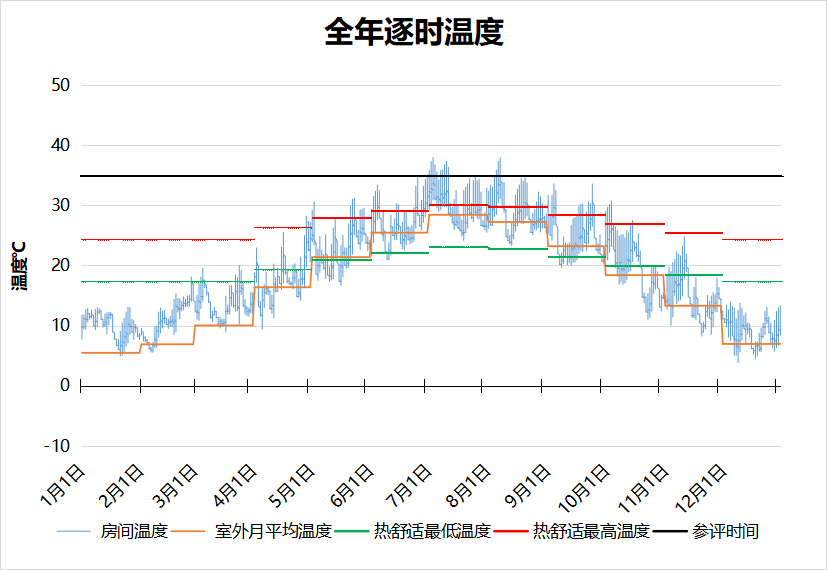 全年逐时温度
50
40
30
20
10
0
-10
温度℃
1月1日
2月1日
3月1日
4月1日
5月1日
6月1日
7月1日
8月1日
9月1日
10月1日
11月1日
12月1日
房间温度 室外月平均温度 热舒适最低温度 热舒适最高温度 参评时间